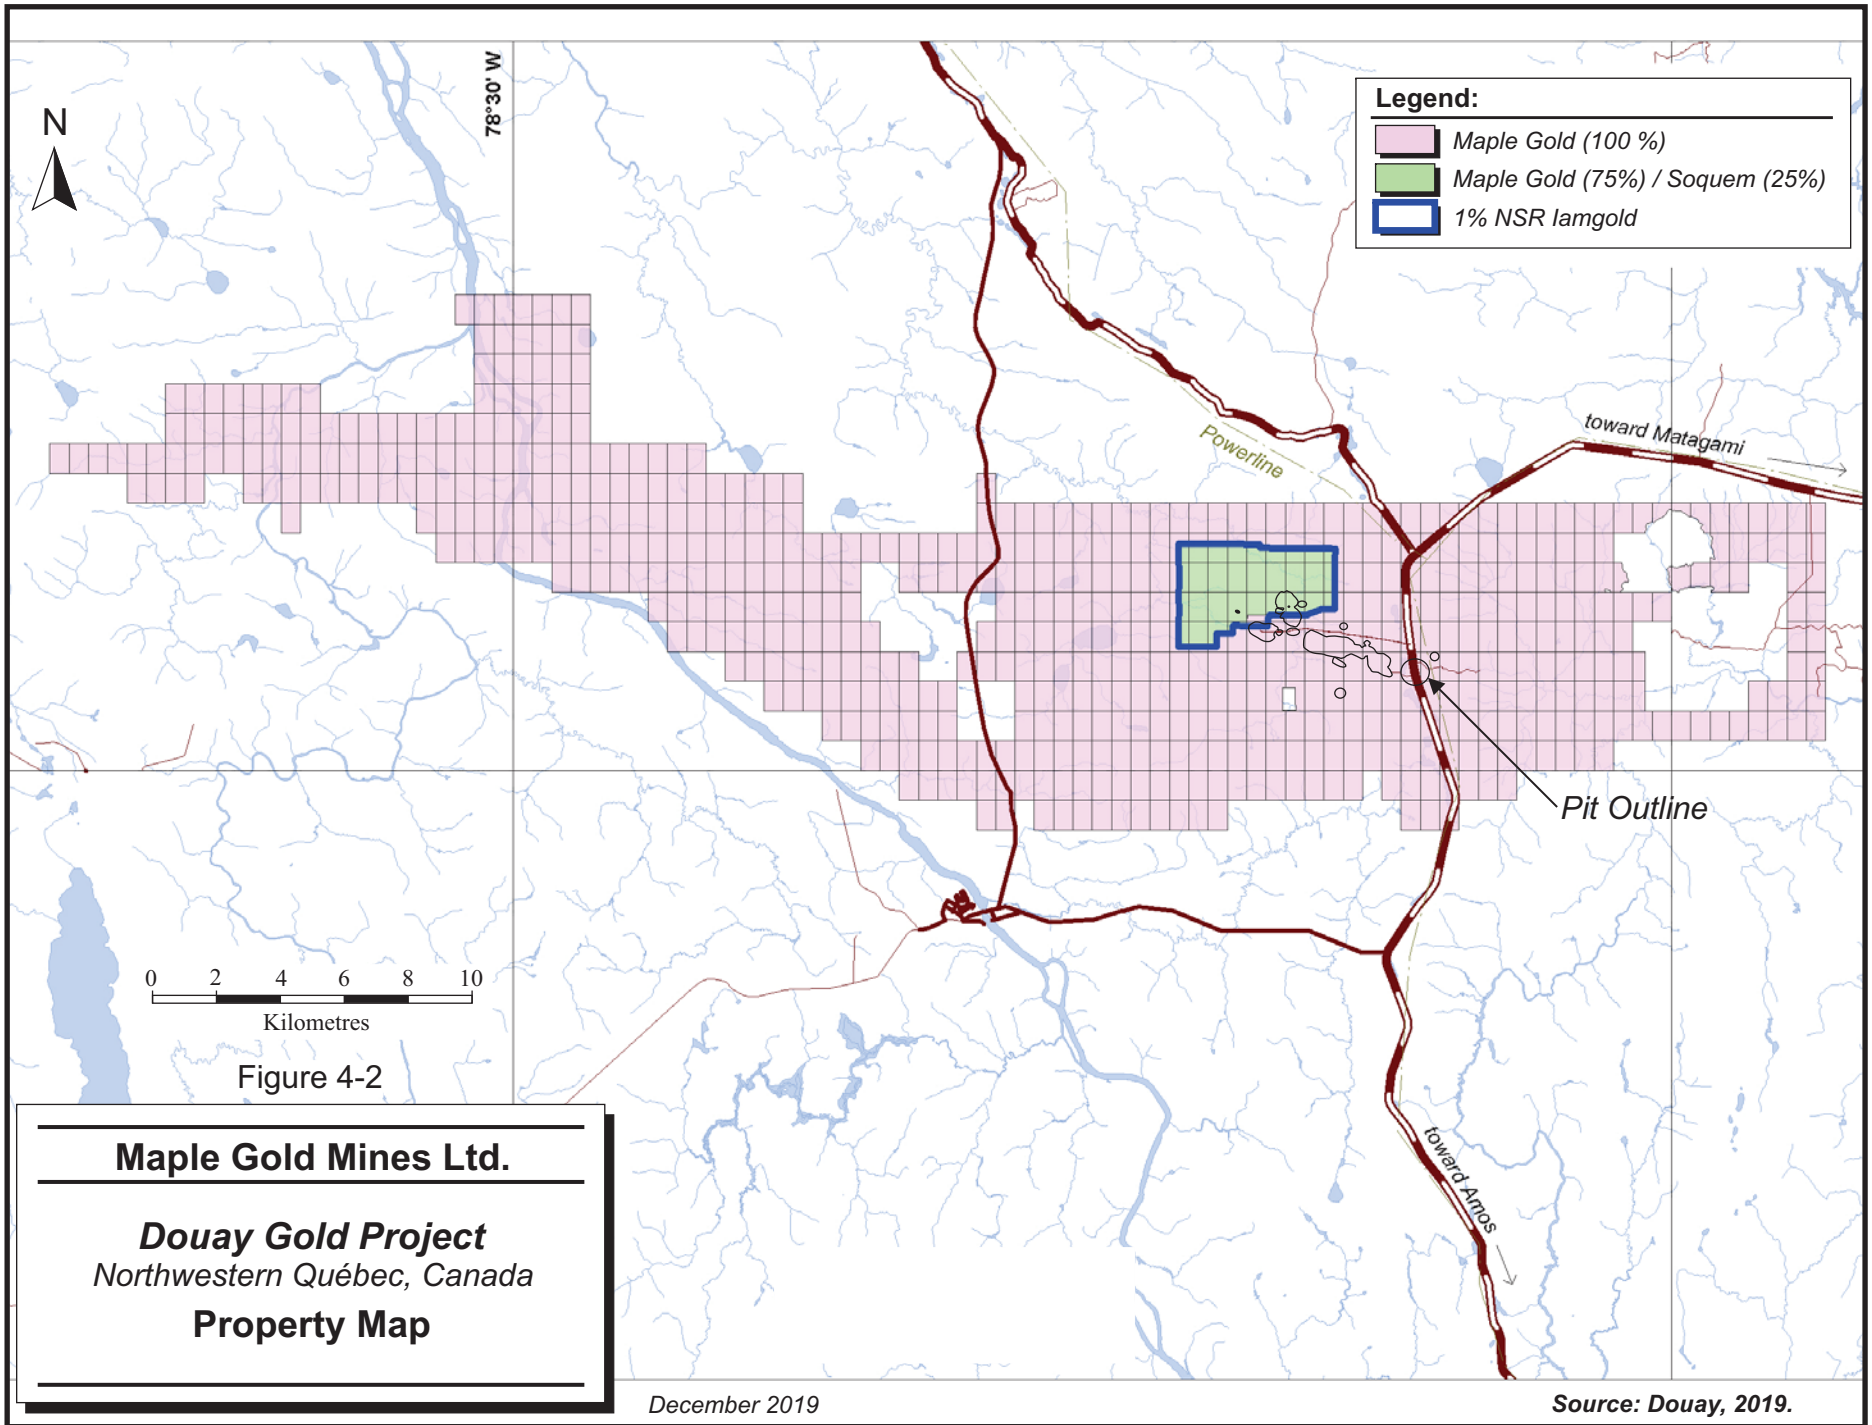 78°30' W
N
Legend:
Maple Gold (100 %)
Maple Gold (75%) / Soquem (25%)
1% NSR Iamgold
Powerline
toward Matagami
Pit Outline
toward Amos
0 2 4 6 8 10
Kilometres
Figure 4-2
Maple Gold Mines Ltd.
Douay Gold Project
Northwestern Québec, Canada
Property Map
December 2019
Source: Douay, 2019.